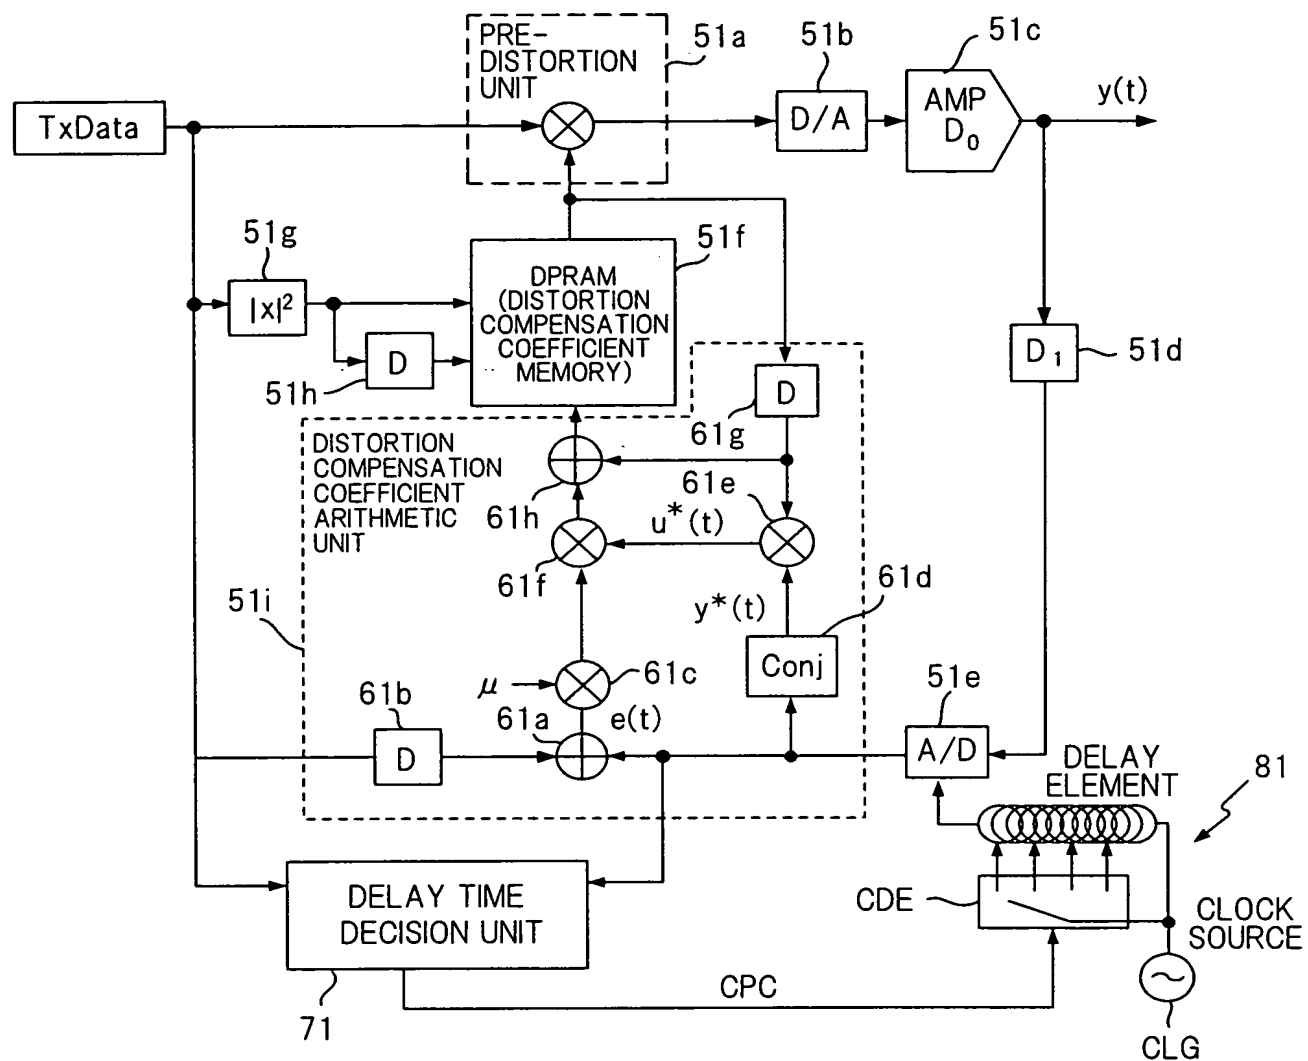 PRE-
DISTORTION
UNIT
51a
51b
51c
TxData
D/A
AMP
D0
y(t)
51g
|x|²
51h
D
51f
DPRAM
(DISTORTION
COMPENSATION
COEFFICIENT
MEMORY)
D1
51d
D
61g
DISTORTION
COMPENSATION
COEFFICIENT
ARITHMETIC
UNIT
61h
61e
u*(t)
61f
61d
y*(t)
51i
Conj
μ
61c
61b
61a
e(t)
D
51e
A/D
DELAY
ELEMENT
81
DELAY TIME
DECISION UNIT
71
CDE
CLOCK
SOURCE
CPC
CLG